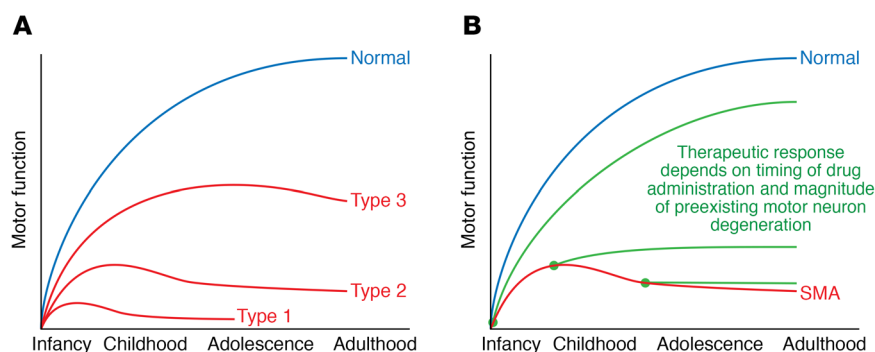 A
Motor function
Normal
Type 3
Type 2
Type 1
Infancy Childhood Adolescence Adulthood
B
Motor function
Normal
Therapeutic response
depends on timing of drug
administration and magnitude
of preexisting motor neuron
degeneration
SMA
Infancy Childhood Adolescence Adulthood